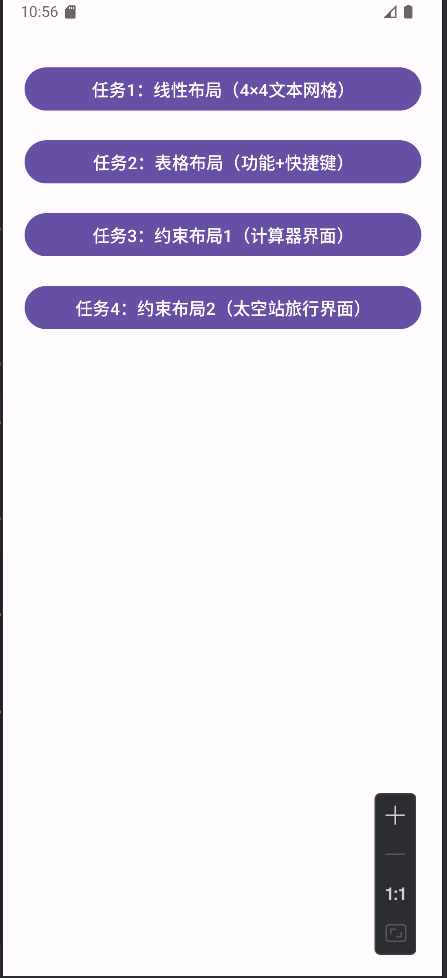 10:56
任务1：线性布局（4×4文本网格）
任务2：表格布局（功能+快捷键）
任务3：约束布局1（计算器界面）
任务4：约束布局2（太空站旅行界面）
1:1